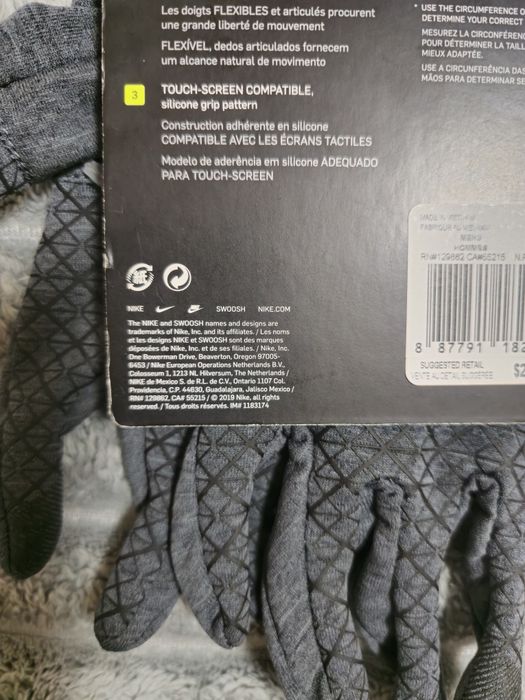 Les doigts FLEXIBLES et articulés procurent
une grande liberté de mouvement
FLEXÍVEL, dedos articulados fornecem
um alcance natural de movimento
3
TOUCH-SCREEN COMPATIBLE,
silicone grip pattern
Construction adhérente en silicone
COMPATIBLE AVEC LES ÉCRANS TACTILES
Modelo de aderência em silicone ADEQUADO
PARA TOUCH-SCREEN
* USE THE CIRCUMFERENCE O
DETERMINE YOUR CORRECT
MESUREZ LA CIRCONFÉREN
POUR DÉTERMINER LA TAIL
MIEUX ADAPTÉE.
USE A CIRCUNFERÊNCIA DAS
MÃOS PARA DETERMINAR SE
MENS
HOMMES
RN#129862 CA#55215
8 87791 182
SUGGESTED RETAIL
VENTE AU DETAIL SUGGEREE
NIKE SWOOSH NIKE.COM
The NIKE and SWOOSH names and designs are
trademarks of Nike, Inc. and its affiliates. / Les noms
et les designs NIKE et SWOOSH sont des marques
déposées de Nike, Inc. et de ses filiales. / Nike, Inc.
One Bowerman Drive, Beaverton, Oregon 97005-
6453 / Nike European Operations Netherlands B.V.,
Colosseum 1, 1213 NL Hilversum, The Netherlands /
NIKE de Mexico S. de R.L. de C.V., Ontario 1107 Col.
Providencia, C.P. 44630, Guadalajara, Jalisco Mexico /
RN# 129862, CA# 55215 / © 2019 Nike, all rights
reserved. / Tous droits réservés. IM# 1183174